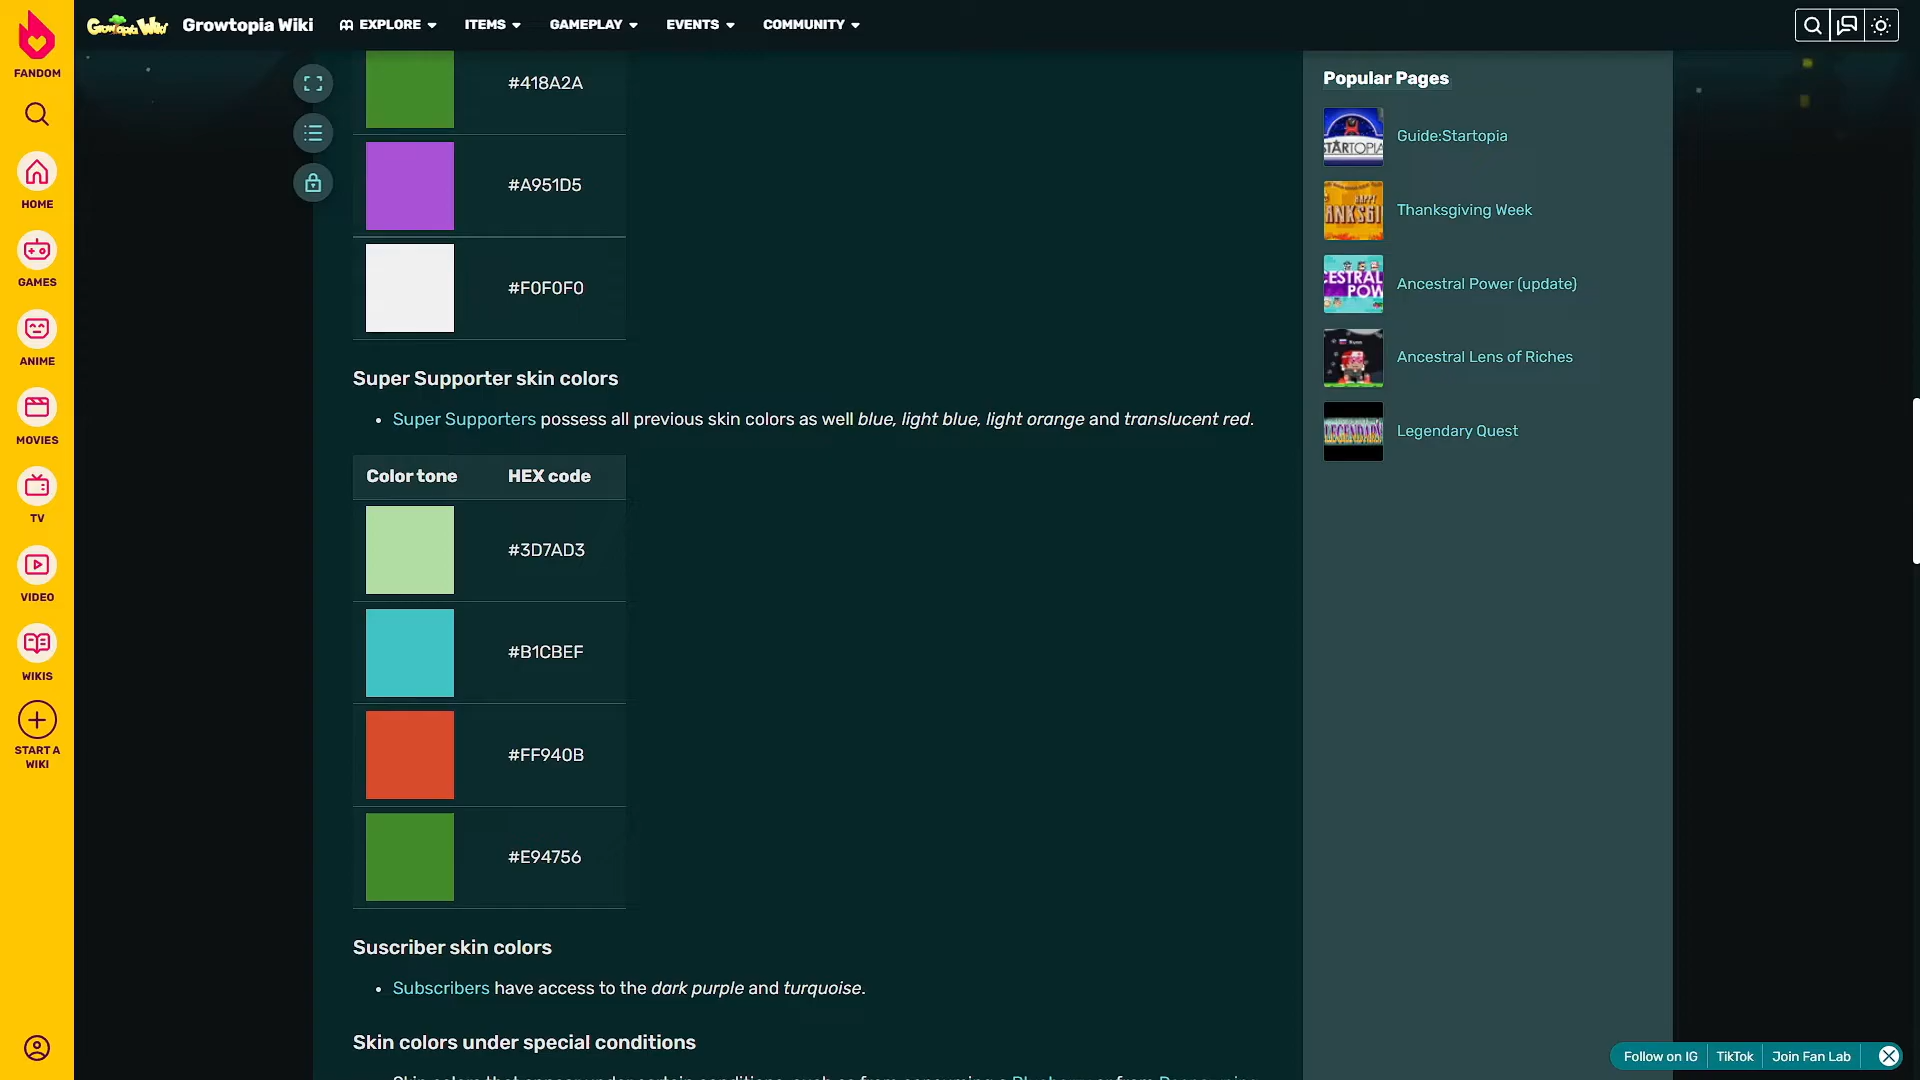 FANDOM
HOME
GAMES
ANIME
MOVIES
TV
VIDEO
WIKIS
START A
WIKI
Growtopia Wiki
Growtopia Wiki
EXPLORE
ITEMS
GAMEPLAY
EVENTS
COMMUNITY
#418A2A
#A951D5
#F0F0F0
Super Supporter skin colors
• Super Supporters possess all previous skin colors as well blue, light blue, light orange and translucent red.
Color tone HEX code
#3D7AD3
#B1CBEF
#FF940B
#E94756
Suscriber skin colors
• Subscribers have access to the dark purple and turquoise.
Skin colors under special conditions
Popular Pages
STARTOPIA
Guide:Startopia
Thanksgiving Week
Ancestral Power (update)
Ancestral Lens of Riches
LEGENDARY
Legendary Quest
Follow on IG
TikTok
Join Fan Lab